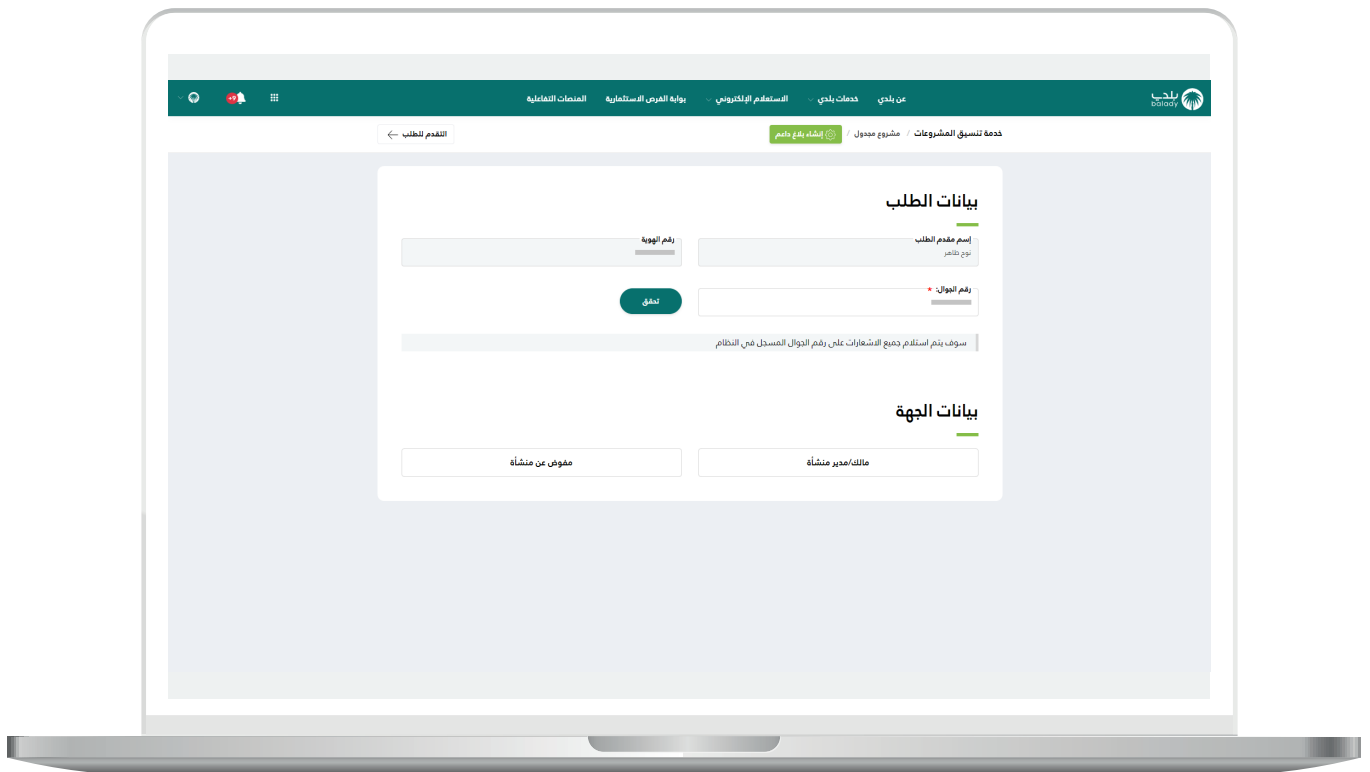 بلدي
balady
عن بلدي
خدمات بلدي
الاستعلام الإلكتروني
بوابة الفرص الاستثمارية
المنصات التفاعلية
+9
خدمة تنسيق المشروعات / مشروع مجدول / إنشاء بلاغ داعم
التقدم للطلب
بيانات الطلب
إسم مقدم الطلب
نوح ظاهر
رقم الهوية
رقم الجوال: *
تحقق
سوف يتم استلام جميع الاشعارات على رقم الجوال المسجل في النظام
بيانات الجهة
مالك/مدير منشأة
مفوض عن منشأة